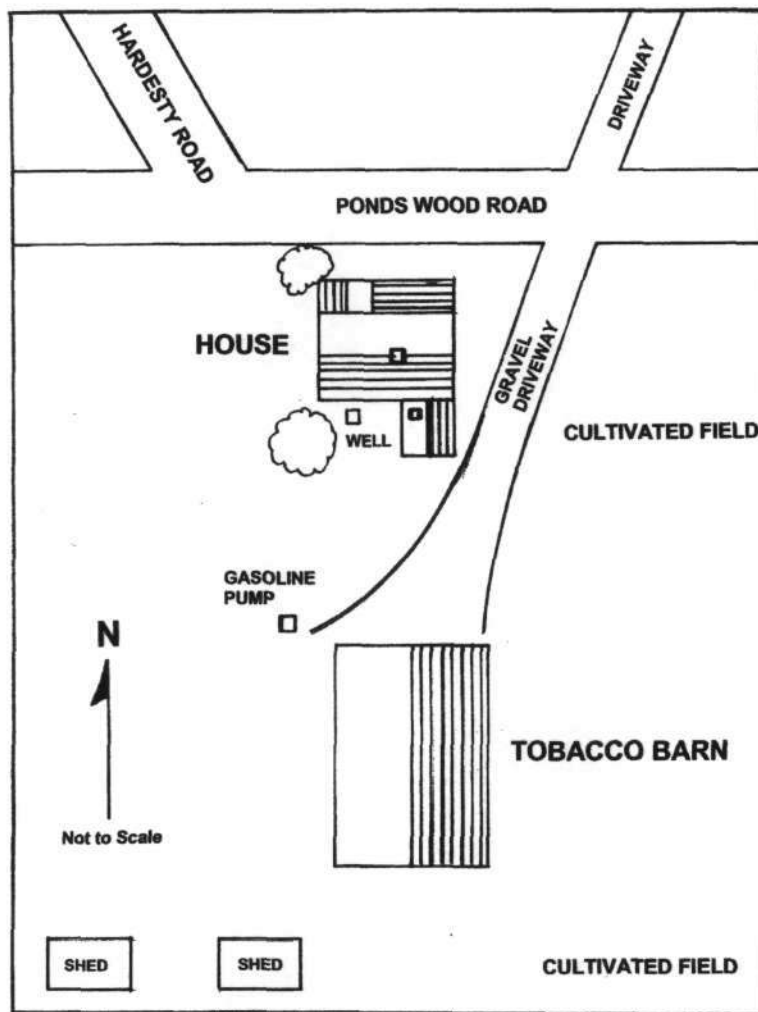 HARDESTY ROAD
DRIVEWAY
PONDS WOOD ROAD
HOUSE
GRAVEL
DRIVEWAY
WELL
CULTIVATED FIELD
GASOLINE
PUMP
N
TOBACCO BARN
Not to Scale
SHED
SHED
CULTIVATED FIELD